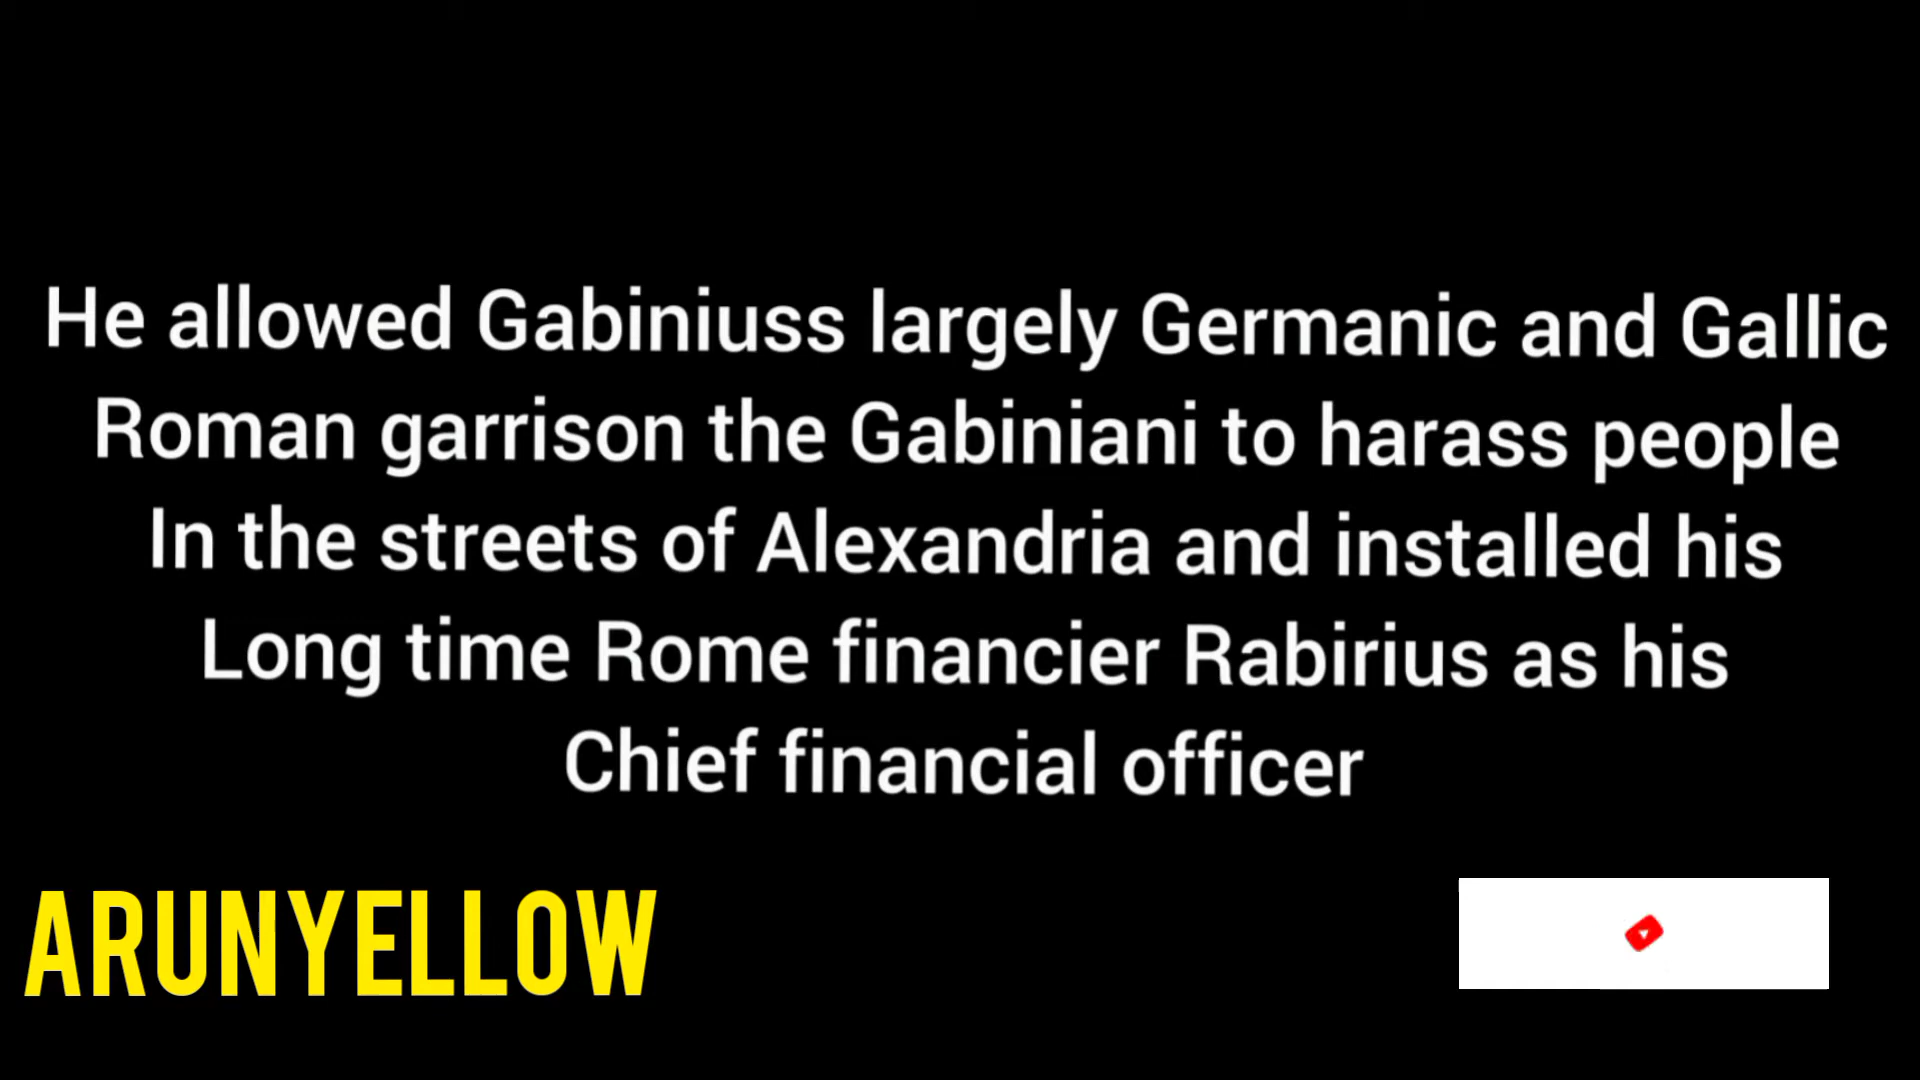 He allowed Gabiniuss largely Germanic and Gallic
Roman garrison the Gabiniani to harass people
In the streets of Alexandria and installed his
Long time Rome financier Rabirius as his
Chief financial officer
ARUNYELLOW